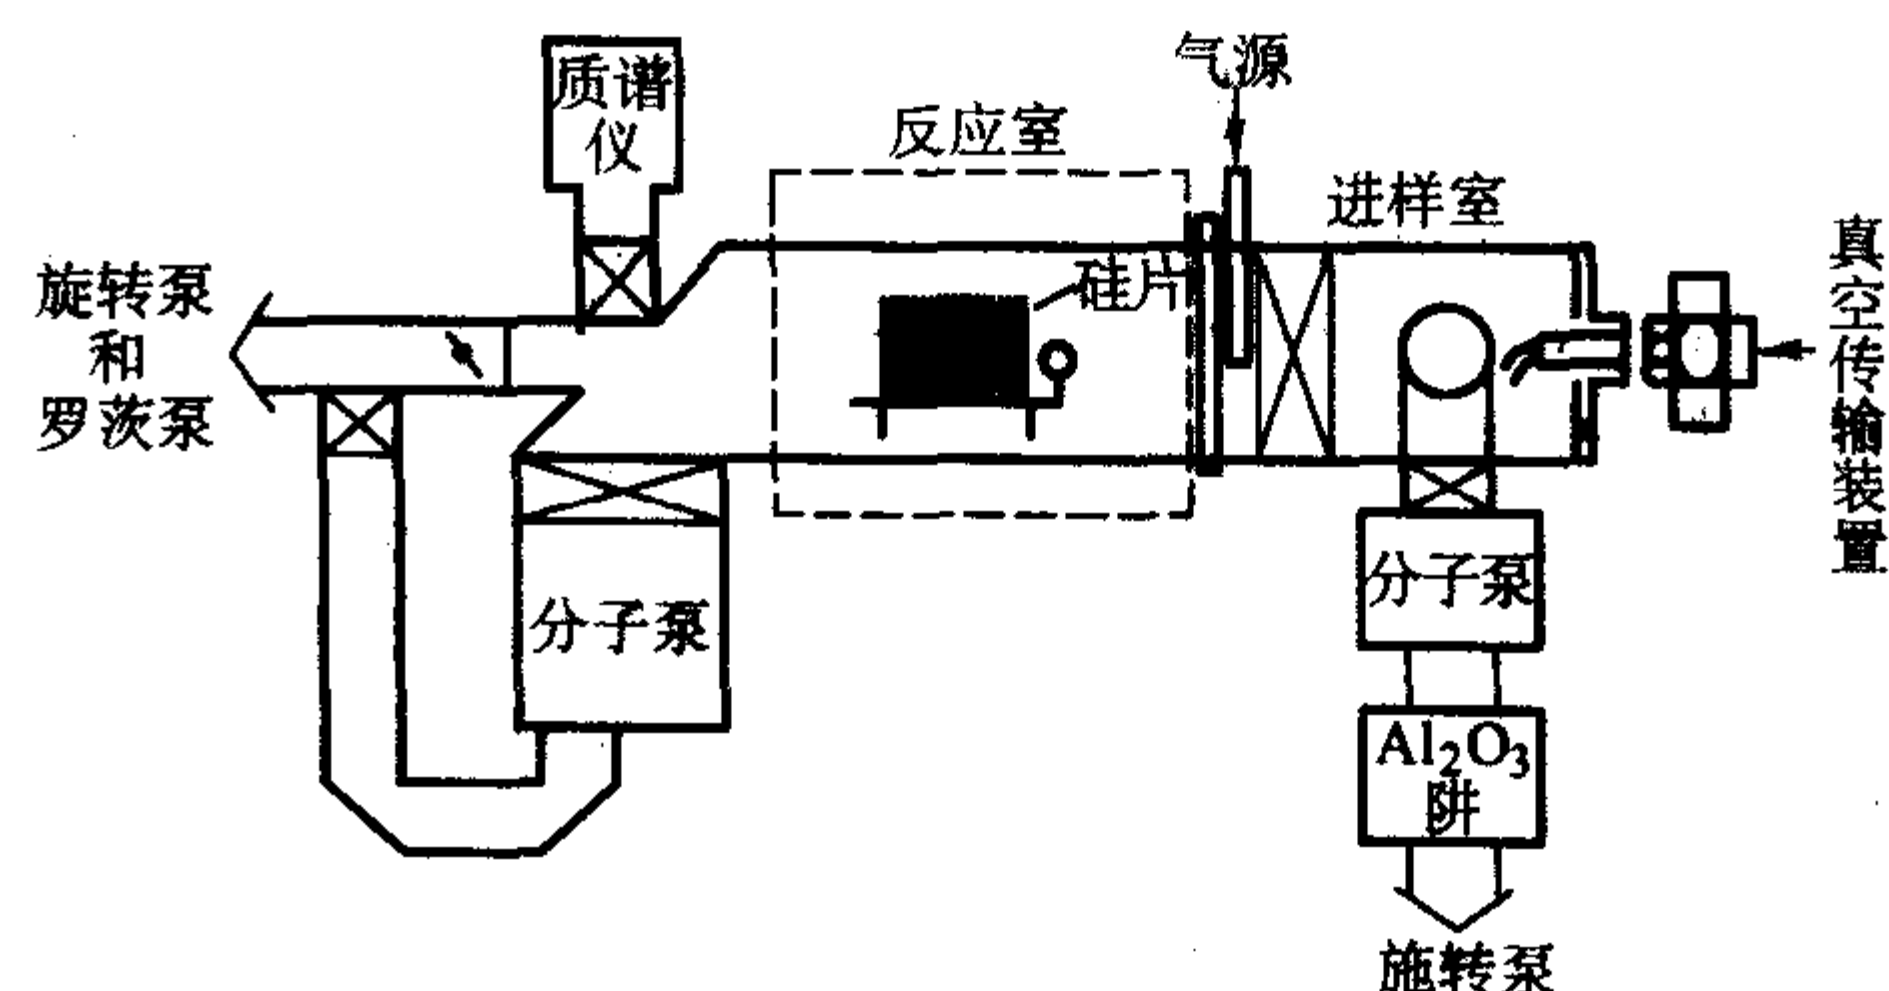 质谱
仪
气源
反应室
进样室
硅片
旋转泵
和
罗茨泵
真空传输装置
分子泵
分子泵
Al₂O₃
阱
施转泵